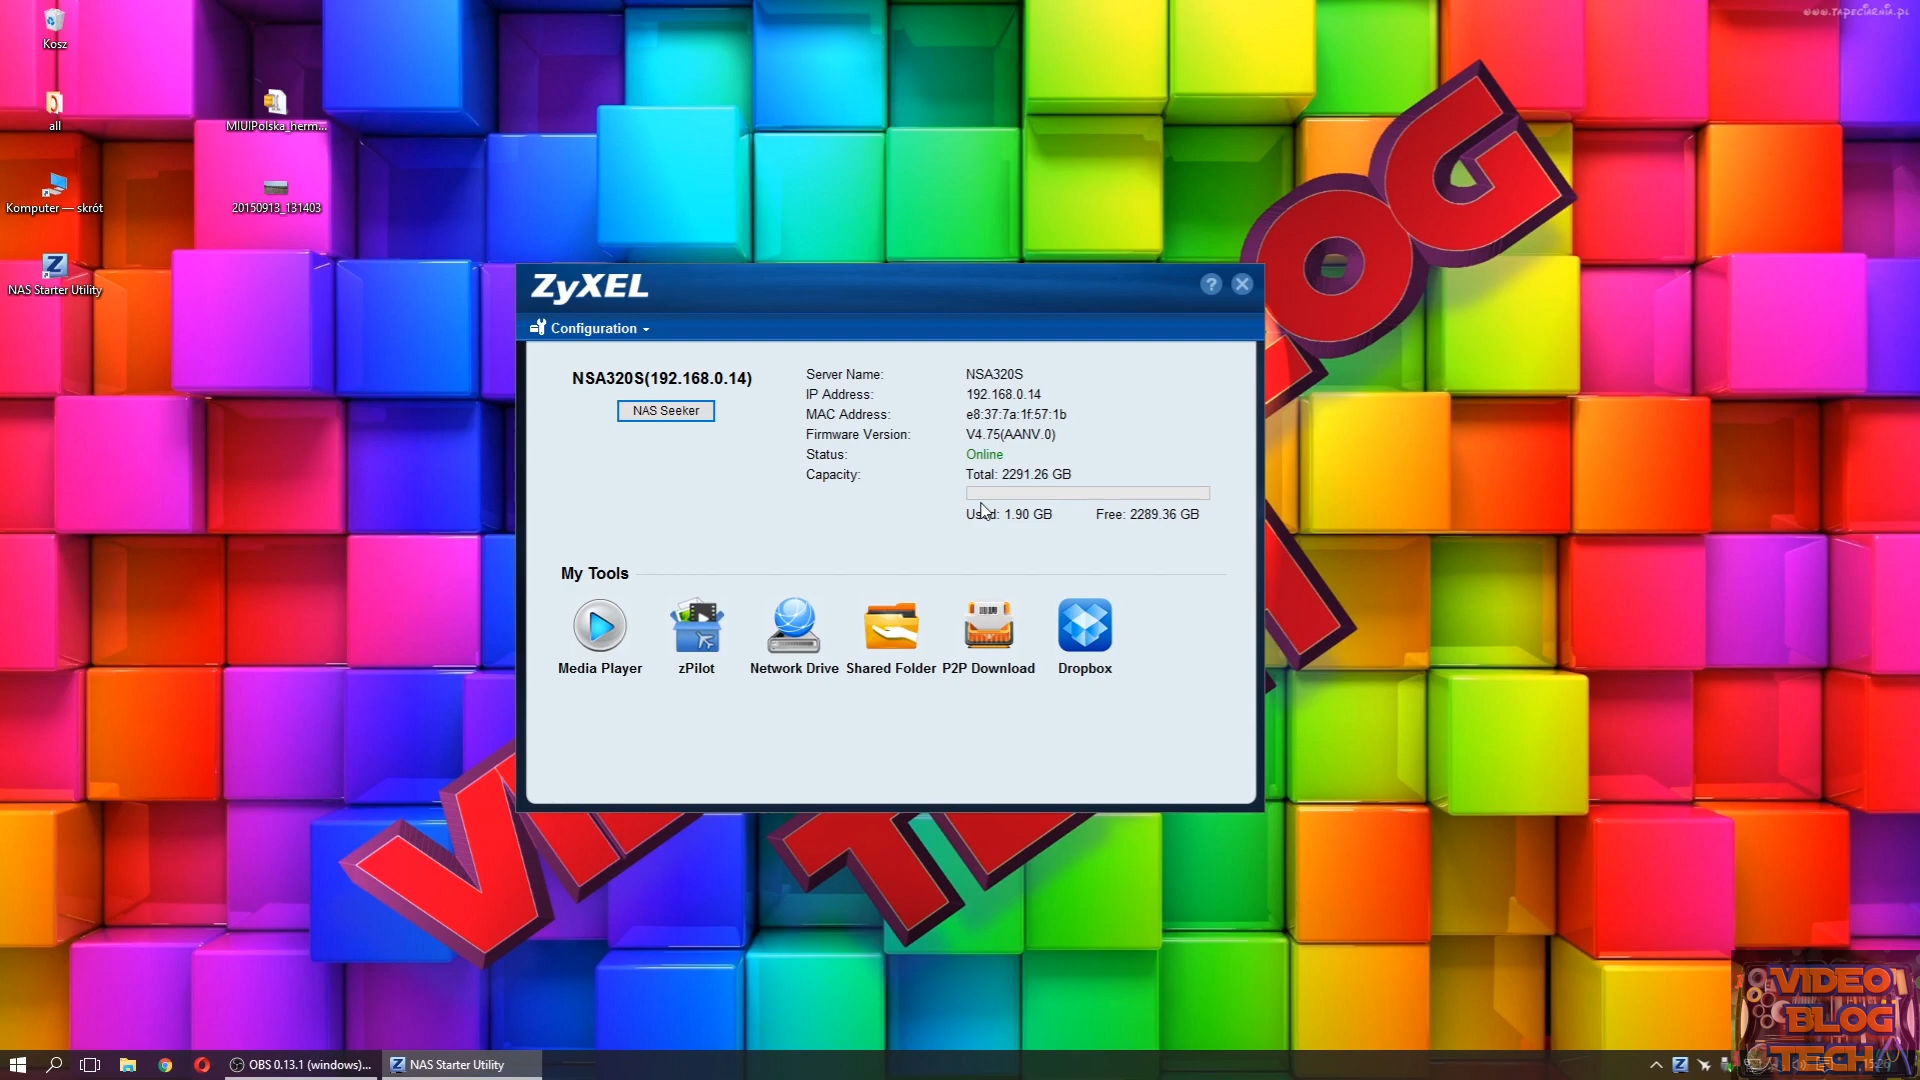 www.tapeciarnia.pl
Kosz
all
MIUIPolska_herm...
Komputer — skrót
20150913_131403
NAS Starter Utility
ZyXEL
?
Configuration
NSA320S(192.168.0.14)
NAS Seeker
Server Name: NSA320S
IP Address: 192.168.0.14
MAC Address: e8:37:7a:1f:57:1b
Firmware Version: V4.75(AANV.0)
Status: Online
Capacity: Total: 2291.26 GB
Used: 1.90 GB Free: 2289.36 GB
My Tools
Media Player
zPilot
Network Drive
Shared Folder
P2P Download
Dropbox
VIDEO
BLOG
TECH
OBS 0.13.1 (windows)...
NAS Starter Utility